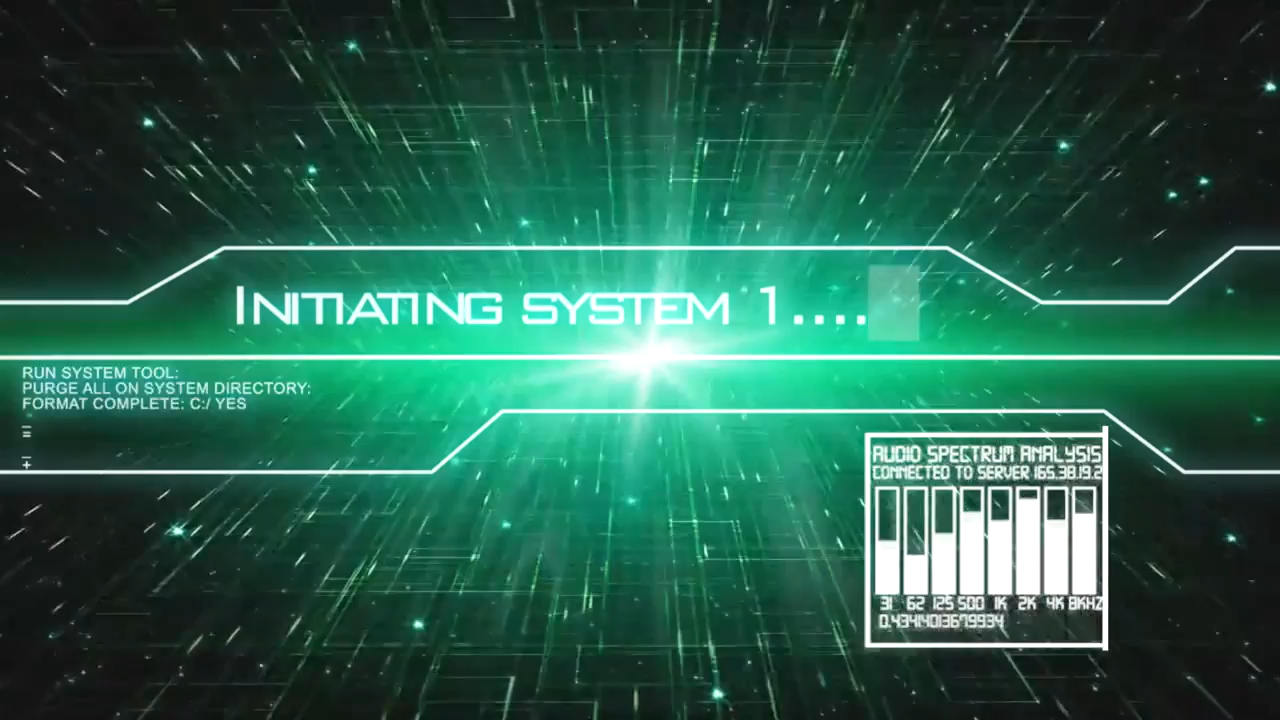 INITIATING SYSTEM 1....
RUN SYSTEM TOOL:
PURGE ALL ON SYSTEM DIRECTORY:
FORMAT COMPLETE: C:/ YES
AUDIO SPECTRUM ANALYSIS
CONNECTED TO SERVER 165.38.19.2
31 62 125 500 1K 2K 4K 8KHZ
0.43414013679934